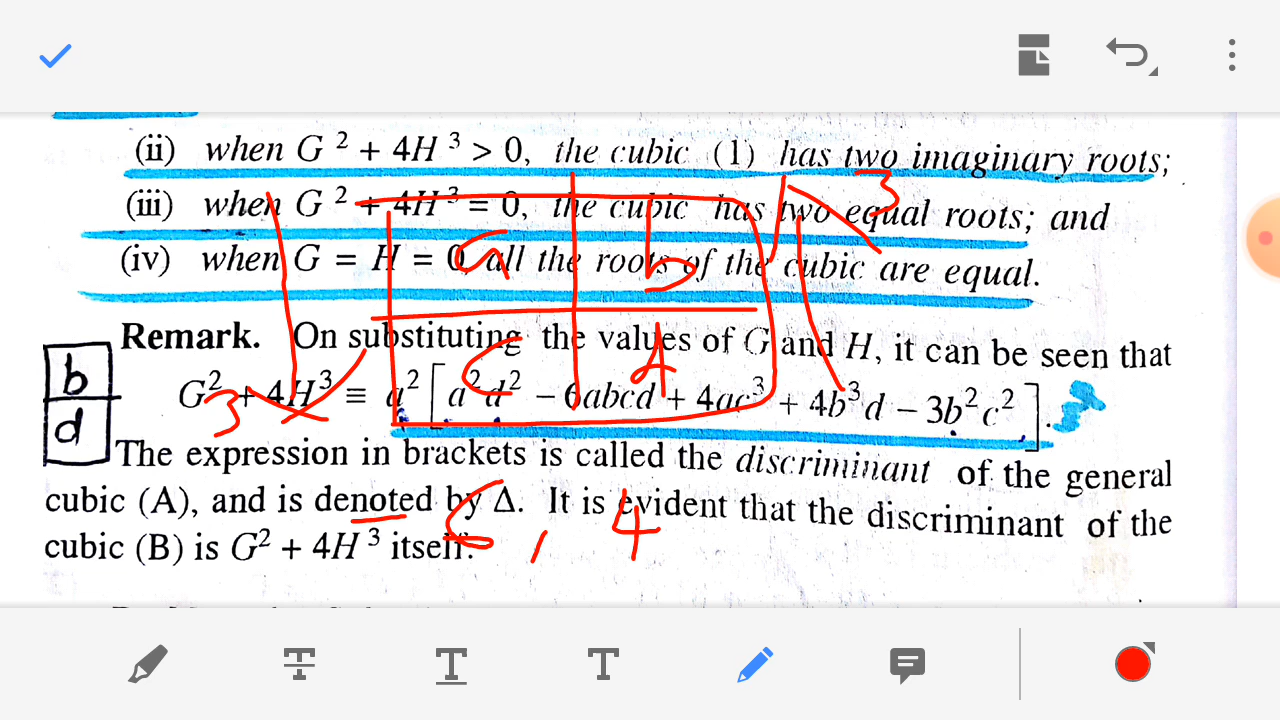 (ii) when G² + 4H³ > 0, the cubic (1) has two imaginary roots;
3
(iii) when G² + 4H³ = 0, the cubic has two equal roots; and
(iv) when G = H = 0, all the roots of the cubic are equal.
a b
c d
Remark. On substituting the values of G and H, it can be seen that
b
d
G² + 4H³ ≡ a² [a²d² − 6abcd + 4ac³ + 4b³d − 3b²c²].
3
The expression in brackets is called the discriminant of the general
cubic (A), and is denoted by Δ. It is evident that the discriminant of the
6, 4
cubic (B) is G² + 4H³ itself.
T T T